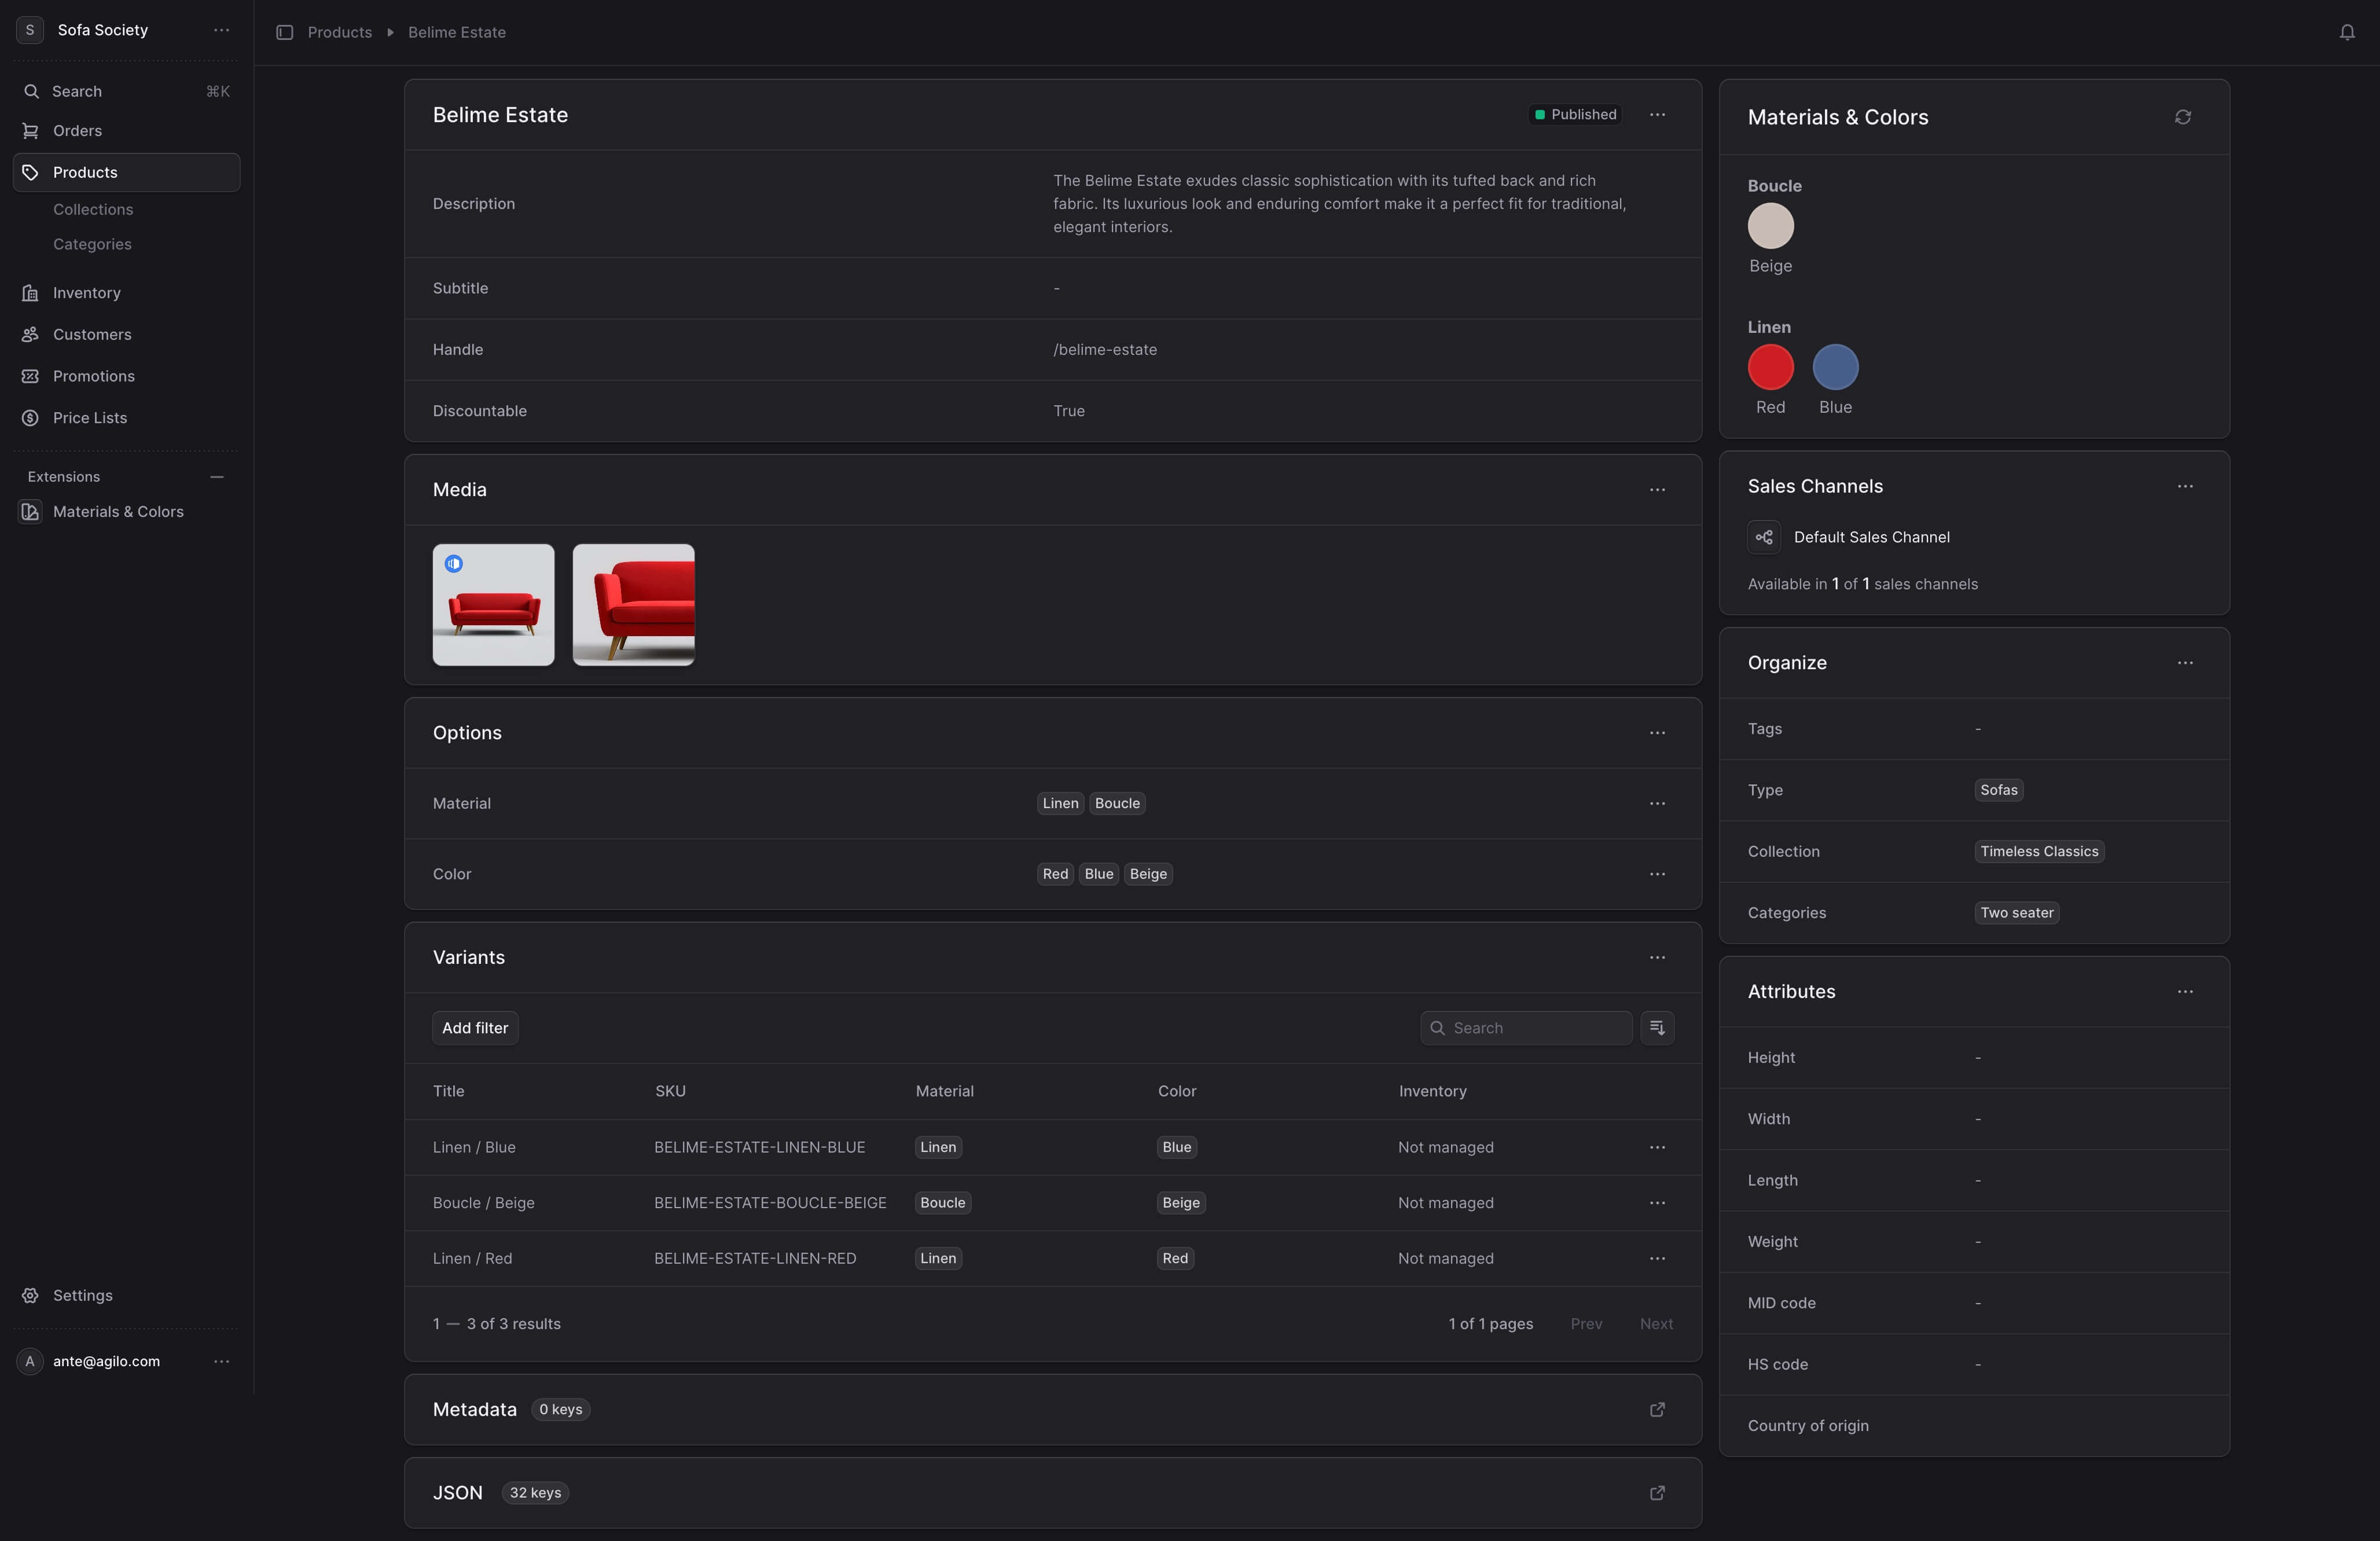 S
Sofa Society
Search
⌘K
Orders
Products
Collections
Categories
Inventory
Customers
Promotions
Price Lists
Extensions
Materials & Colors
Settings
A
ante@agilo.com
Products
Belime Estate
Belime Estate
Published
Description
The Belime Estate exudes classic sophistication with its tufted back and rich
fabric. Its luxurious look and enduring comfort make it a perfect fit for traditional,
elegant interiors.
Subtitle
-
Handle
/belime-estate
Discountable
True
Media
Options
Material
Linen Boucle
Color
Red Blue Beige
Variants
Add filter
Search
Title SKU Material Color Inventory
Linen / Blue BELIME-ESTATE-LINEN-BLUE Linen Blue Not managed
Boucle / Beige BELIME-ESTATE-BOUCLE-BEIGE Boucle Beige Not managed
Linen / Red BELIME-ESTATE-LINEN-RED Linen Red Not managed
1 — 3 of 3 results
1 of 1 pages
Prev
Next
Metadata
0 keys
JSON
32 keys
Materials & Colors
Boucle
Beige
Linen
Red Blue
Sales Channels
Default Sales Channel
Available in 1 of 1 sales channels
Organize
Tags -
Type Sofas
Collection Timeless Classics
Categories Two seater
Attributes
Height -
Width -
Length -
Weight -
MID code -
HS code -
Country of origin